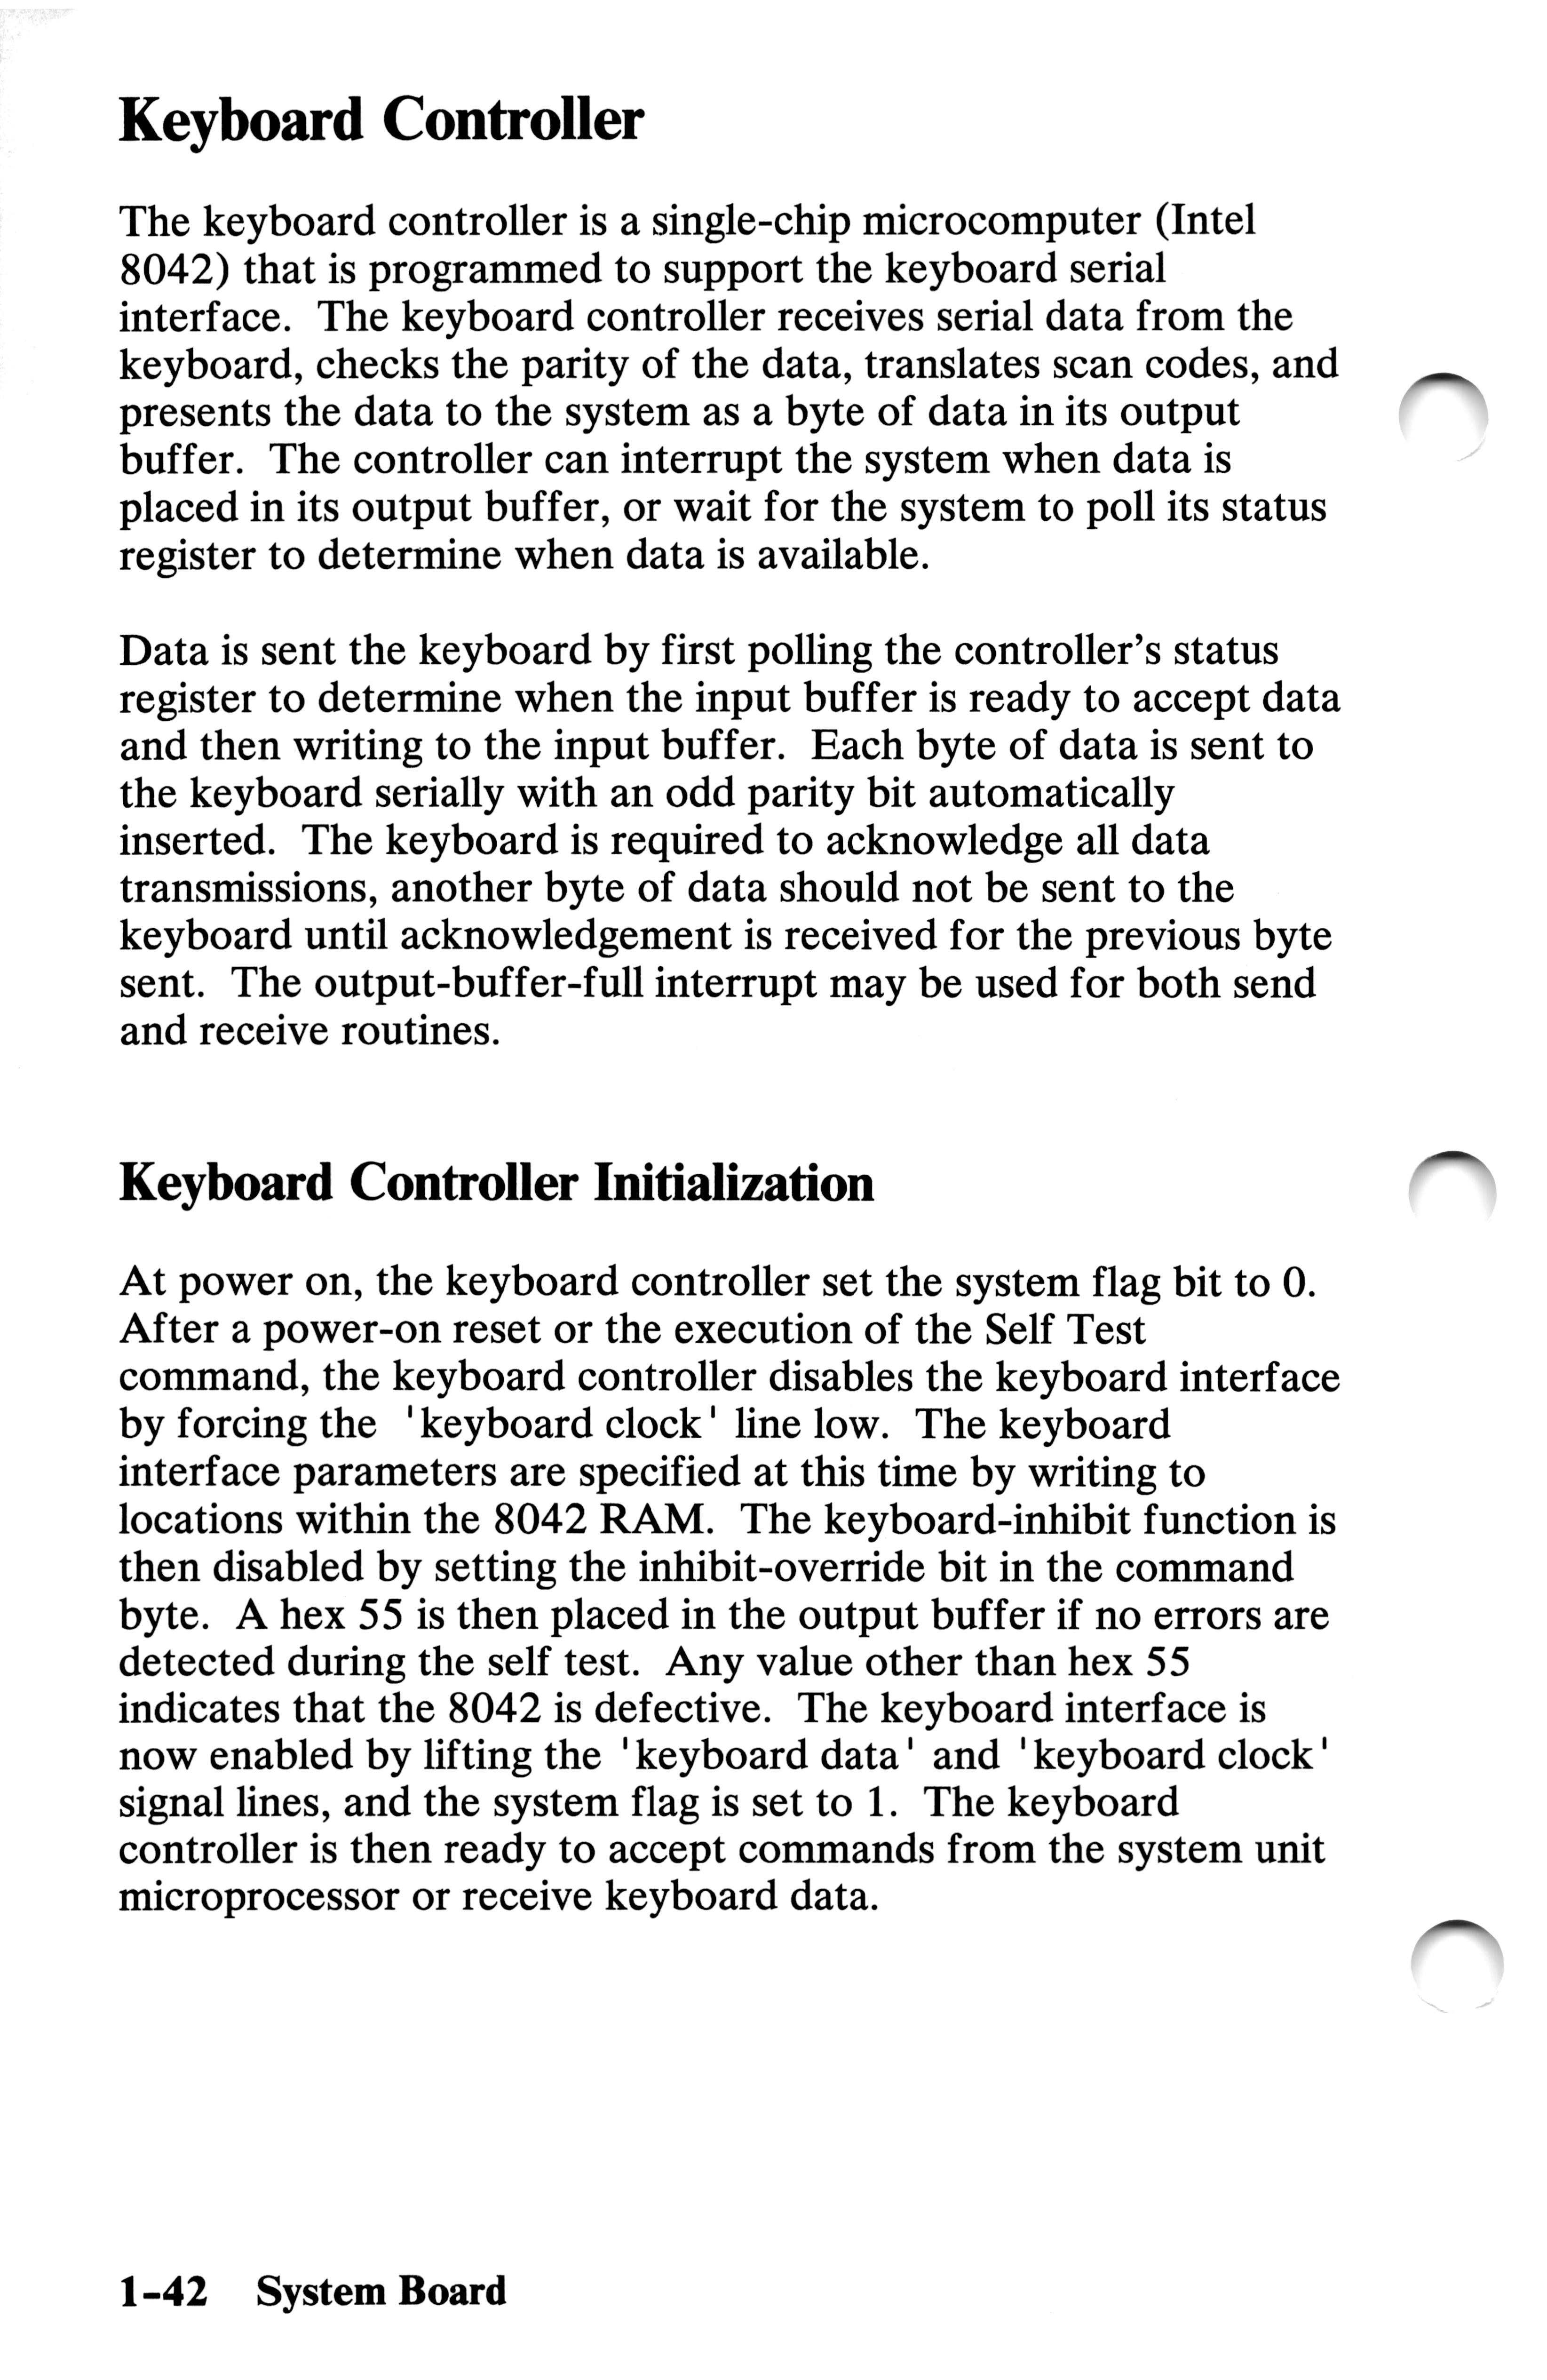 Keyboard Controller
The keyboard controller is a single-chip microcomputer (Intel
8042) that is programmed to support the keyboard serial
interface.  The keyboard controller receives serial data from the
keyboard, checks the parity of the data, translates scan codes, and
presents the data to the system as a byte of data in its output
buffer.  The controller can interrupt the system when data is
placed in its output buffer, or wait for the system to poll its status
register to determine when data is available.
Data is sent the keyboard by first polling the controller's status
register to determine when the input buffer is ready to accept data
and then writing to the input buffer.  Each byte of data is sent to
the keyboard serially with an odd parity bit automatically
inserted.  The keyboard is required to acknowledge all data
transmissions, another byte of data should not be sent to the
keyboard until acknowledgement is received for the previous byte
sent.  The output-buffer-full interrupt may be used for both send
and receive routines.
Keyboard Controller Initialization
At power on, the keyboard controller set the system flag bit to 0.
After a power-on reset or the execution of the Self Test
command, the keyboard controller disables the keyboard interface
by forcing the 'keyboard clock' line low.  The keyboard
interface parameters are specified at this time by writing to
locations within the 8042 RAM.  The keyboard-inhibit function is
then disabled by setting the inhibit-override bit in the command
byte.  A hex 55 is then placed in the output buffer if no errors are
detected during the self test.  Any value other than hex 55
indicates that the 8042 is defective.  The keyboard interface is
now enabled by lifting the 'keyboard data' and 'keyboard clock'
signal lines, and the system flag is set to 1.  The keyboard
controller is then ready to accept commands from the system unit
microprocessor or receive keyboard data.
1-42 System Board